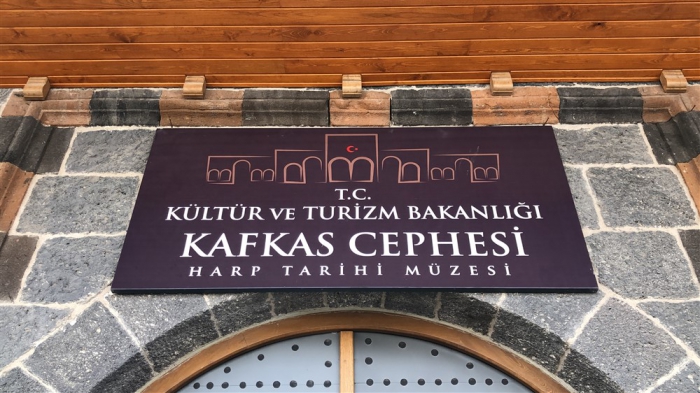 T.C.
KÜLTÜR VE TURİZM BAKANLIĞI
KAFKAS CEPHESİ
HARP TARİHİ MÜZESİ